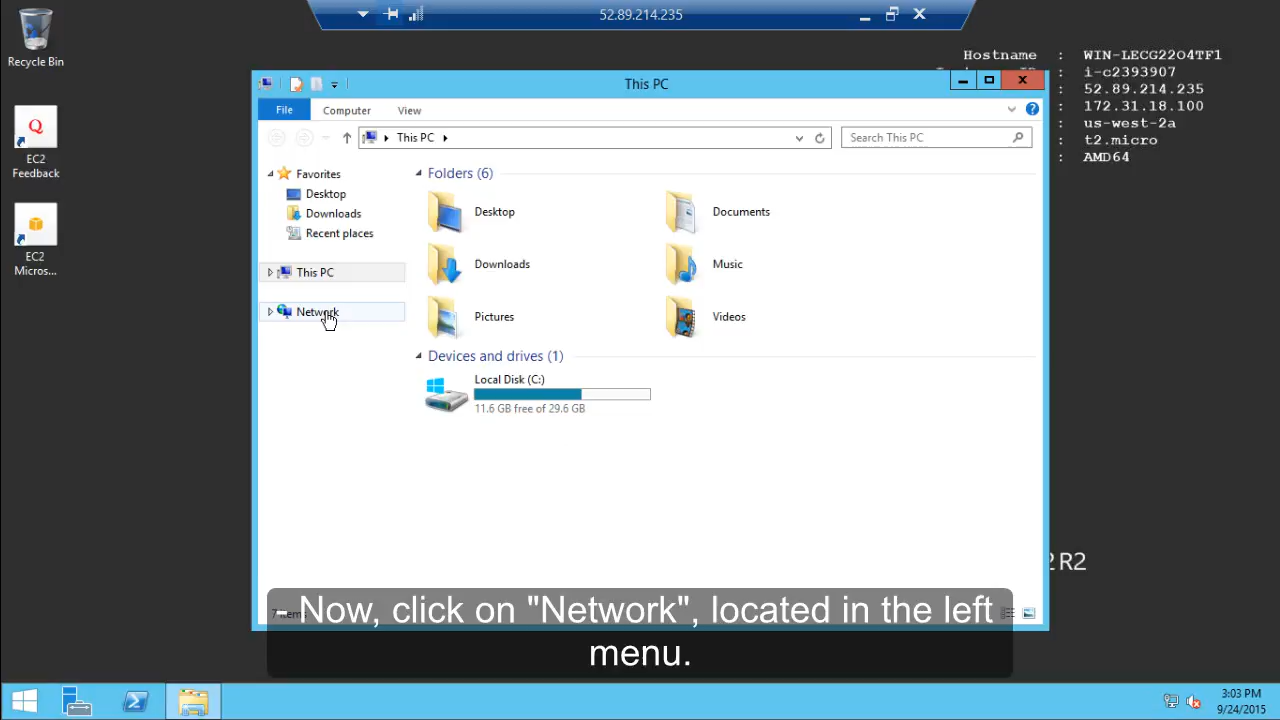 52.89.214.235
Recycle Bin
Hostname : WIN-LECG22O4TF1
: i-c2393907
: 52.89.214.235
: 172.31.18.100
: us-west-2a
: t2.micro
: AMD64
This PC
File Computer View
This PC
Search This PC
EC2
Feedback
EC2
Micros...
Favorites
Desktop
Downloads
Recent places
This PC
Network
Folders (6)
Desktop
Documents
Downloads
Music
Pictures
Videos
Devices and drives (1)
Local Disk (C:)
11.6 GB free of 29.6 GB
R2
- Now, click on "Network", located in the left
menu.
3:03 PM
9/24/2015